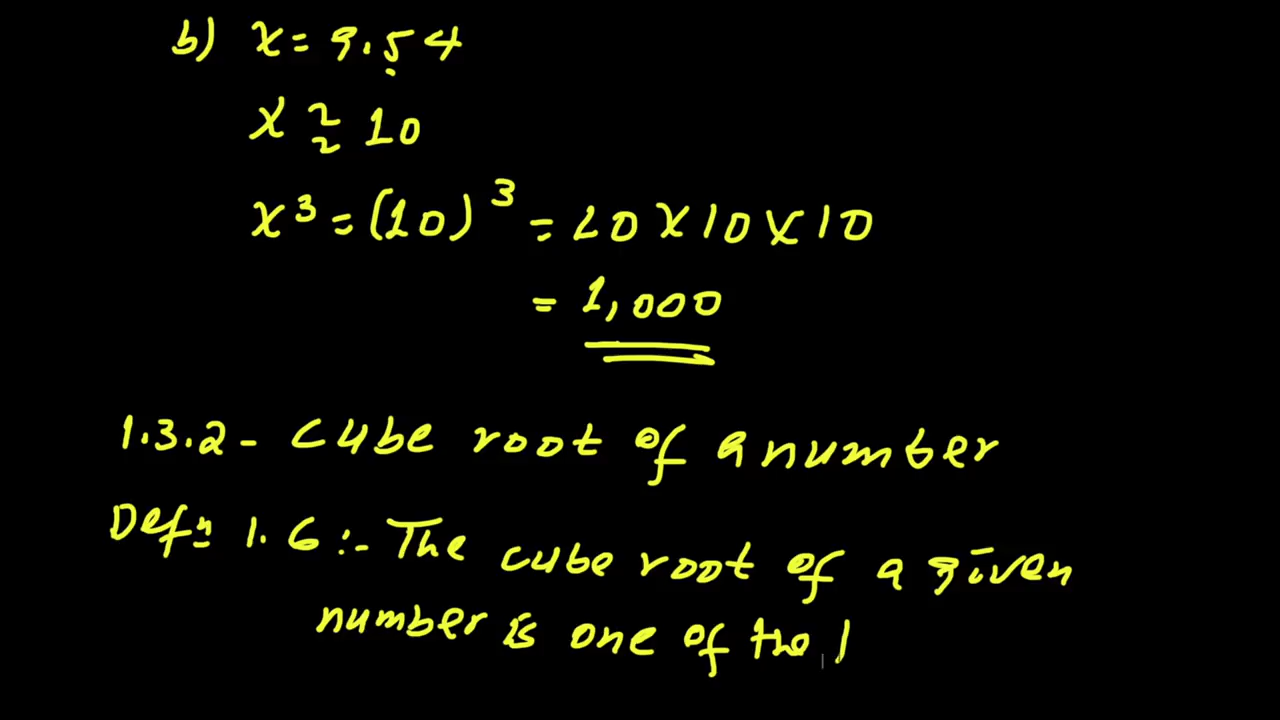 b) x = 9.54
x ≈ 10
x³ = (10)³ = 10 x 10 x 10
= 1,000
1.3.2 - cube root of a number
Defn 1.6 :- The cube root of a given
number is one of the